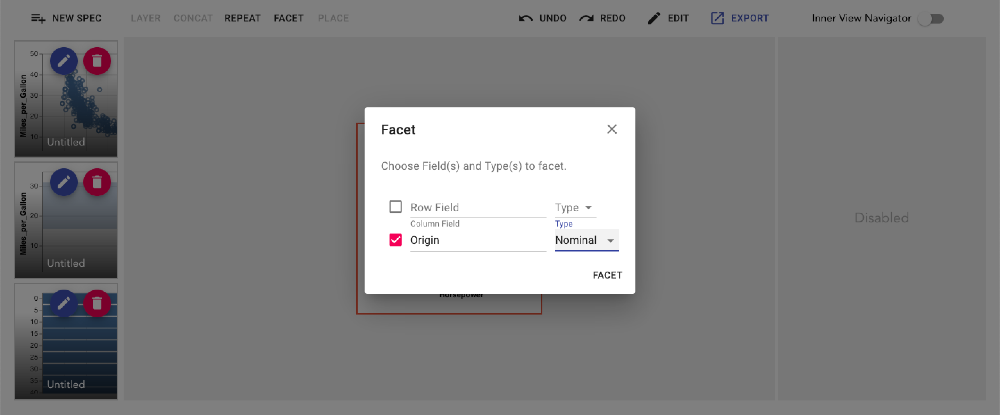 NEW SPEC LAYER CONCAT REPEAT FACET PLACE UNDO REDO EDIT EXPORT Inner View Navigator
50
40
30
20
10
Miles_per_Gallon
Untitled
30
20
10
Miles_per_Gallon
Untitled
0
5
10
15
20
25
30
35
40
Untitled
Facet
Choose Field(s) and Type(s) to facet.
Row Field Type
Column Field Type
Origin Nominal
FACET
Horsepower
Disabled